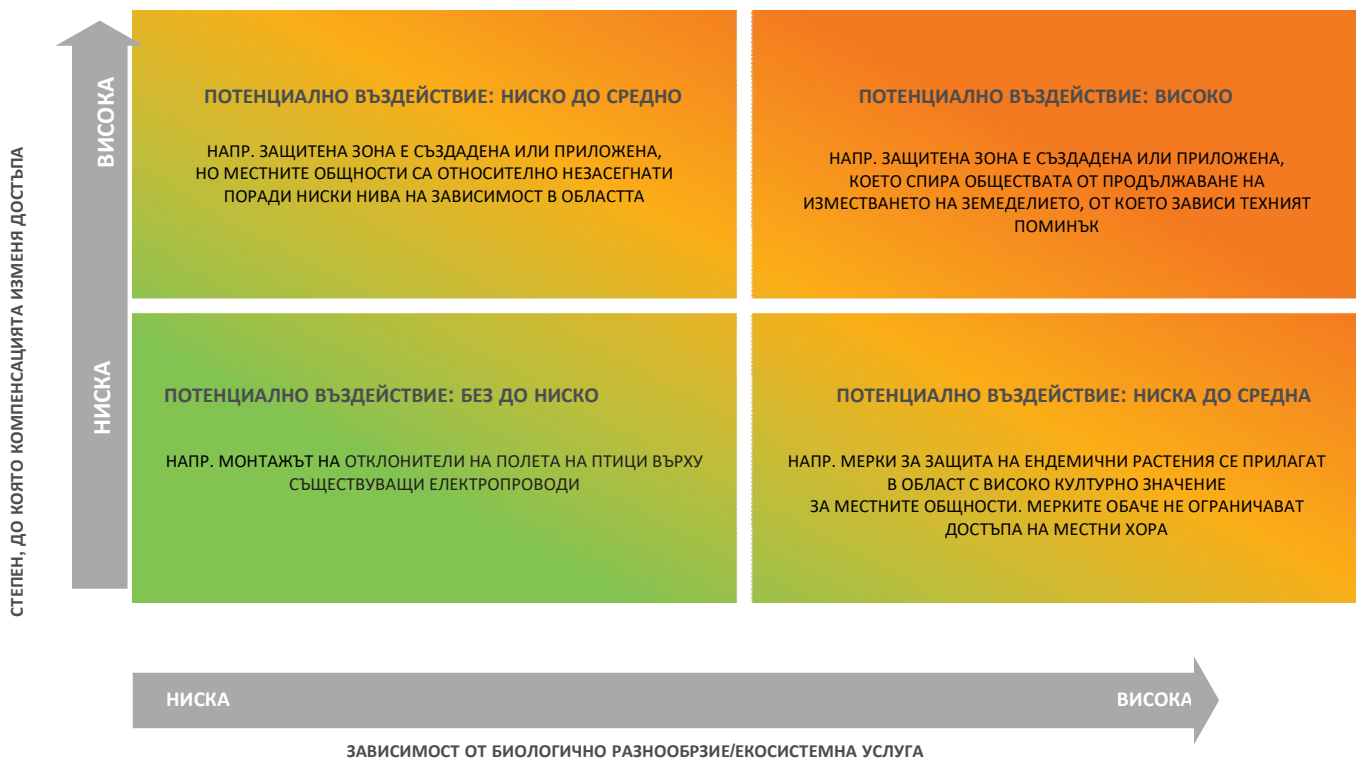 СТЕПЕН, ДО КОЯТО КОМПЕНСАЦИЯТА ИЗМЕНЯ ДОСТЪПА
ВИСОКА
НИСКА
ПОТЕНЦИАЛНО ВЪЗДЕЙСТВИЕ: НИСКО ДО СРЕДНО
НАПР. ЗАЩИТЕНА ЗОНА Е СЪЗДАДЕНА ИЛИ ПРИЛОЖЕНА,
НО МЕСТНИТЕ ОБЩНОСТИ СА ОТНОСИТЕЛНО НЕЗАСЕГНАТИ
ПОРАДИ НИСКИ НИВА НА ЗАВИСИМОСТ В ОБЛАСТТА
ПОТЕНЦИАЛНО ВЪЗДЕЙСТВИЕ: ВИСОКО
НАПР. ЗАЩИТЕНА ЗОНА Е СЪЗДАДЕНА ИЛИ ПРИЛОЖЕНА,
КОЕТО СПИРА ОБЩЕСТВАТА ОТ ПРОДЪЛЖАВАНЕ НА
ИЗМЕСТВАНЕТО НА ЗЕМЕДЕЛИЕТО, ОТ КОЕТО ЗАВИСИ ТЕХНИЯТ
ПОМИНЪК
ПОТЕНЦИАЛНО ВЪЗДЕЙСТВИЕ: БЕЗ ДО НИСКО
НАПР. МОНТАЖЪТ НА ОТКЛОНИТЕЛИ НА ПОЛЕТА НА ПТИЦИ ВЪРХУ
СЪЩЕСТВУВАЩИ ЕЛЕКТРОПРОВОДИ
ПОТЕНЦИАЛНО ВЪЗДЕЙСТВИЕ: НИСКА ДО СРЕДНА
НАПР. МЕРКИ ЗА ЗАЩИТА НА ЕНДЕМИЧНИ РАСТЕНИЯ СЕ ПРИЛАГАТ
В ОБЛАСТ С ВИСОКО КУЛТУРНО ЗНАЧЕНИЕ
ЗА МЕСТНИТЕ ОБЩНОСТИ. МЕРКИТЕ ОБАЧЕ НЕ ОГРАНИЧАВАТ
ДОСТЪПА НА МЕСТНИ ХОРА
НИСКА
ВИСОКА
ЗАВИСИМОСТ ОТ БИОЛОГИЧНО РАЗНООБРЗИЕ/ЕКОСИСТЕМНА УСЛУГА